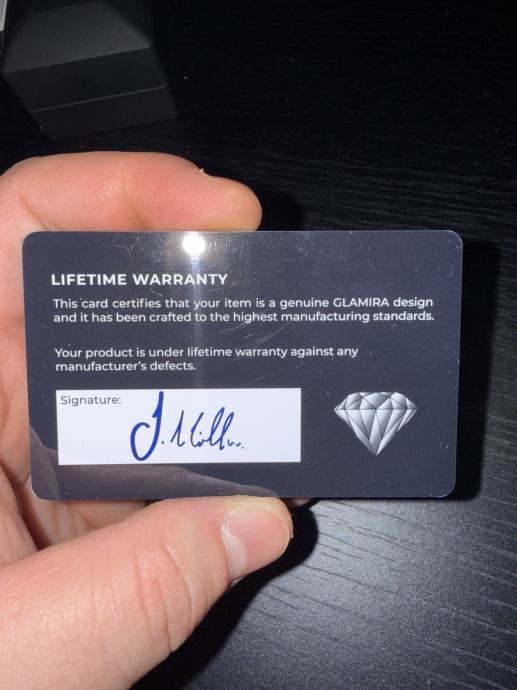 LIFETIME WARRANTY
This card certifies that your item is a genuine GLAMIRA design
and it has been crafted to the highest manufacturing standards.
Your product is under lifetime warranty against any
manufacturer's defects.
Signature: